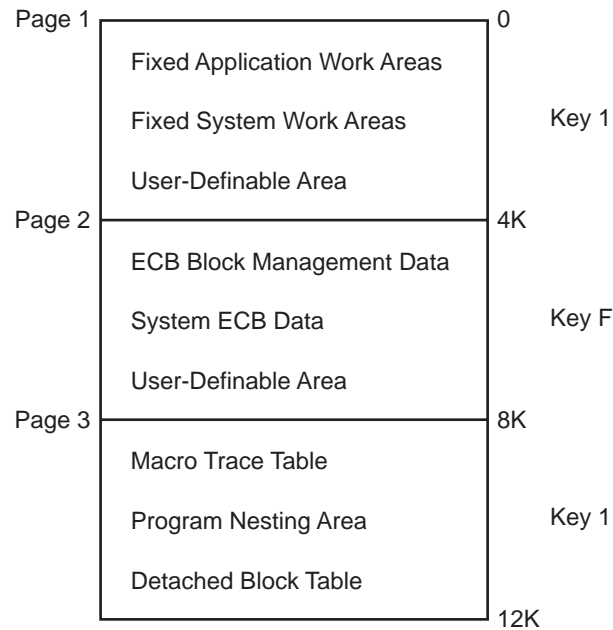 Page 1 0
Fixed Application Work Areas
Fixed System Work Areas Key 1
User-Definable Area
Page 2 4K
ECB Block Management Data
System ECB Data Key F
User-Definable Area
Page 3 8K
Macro Trace Table
Program Nesting Area Key 1
Detached Block Table
12K